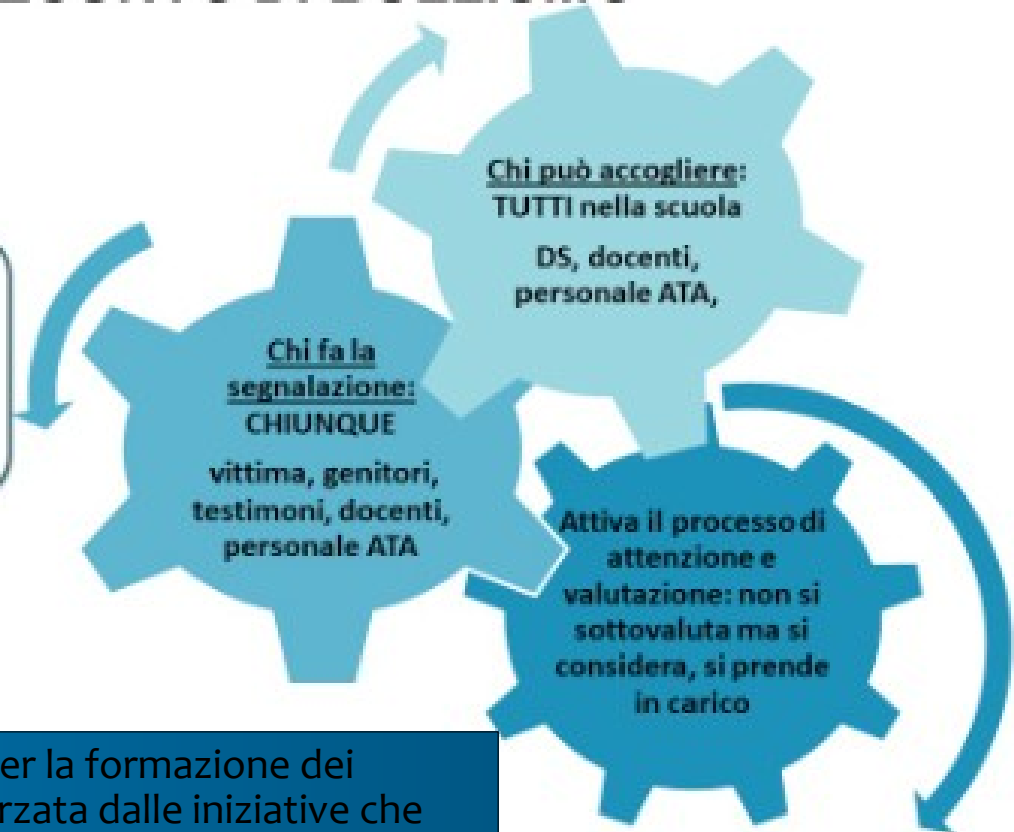 Chi può accogliere:
TUTTI nella scuola
DS, docenti,
personale ATA,
Chi fa la
segnalazione:
CHIUNQUE
vittima, genitori,
testimoni, docenti,
personale ATA
Attiva il processo di
attenzione e
valutazione: non si
sottovaluta ma si
considera, si prende
in carico
er la formazione dei
rzata dalle iniziative che